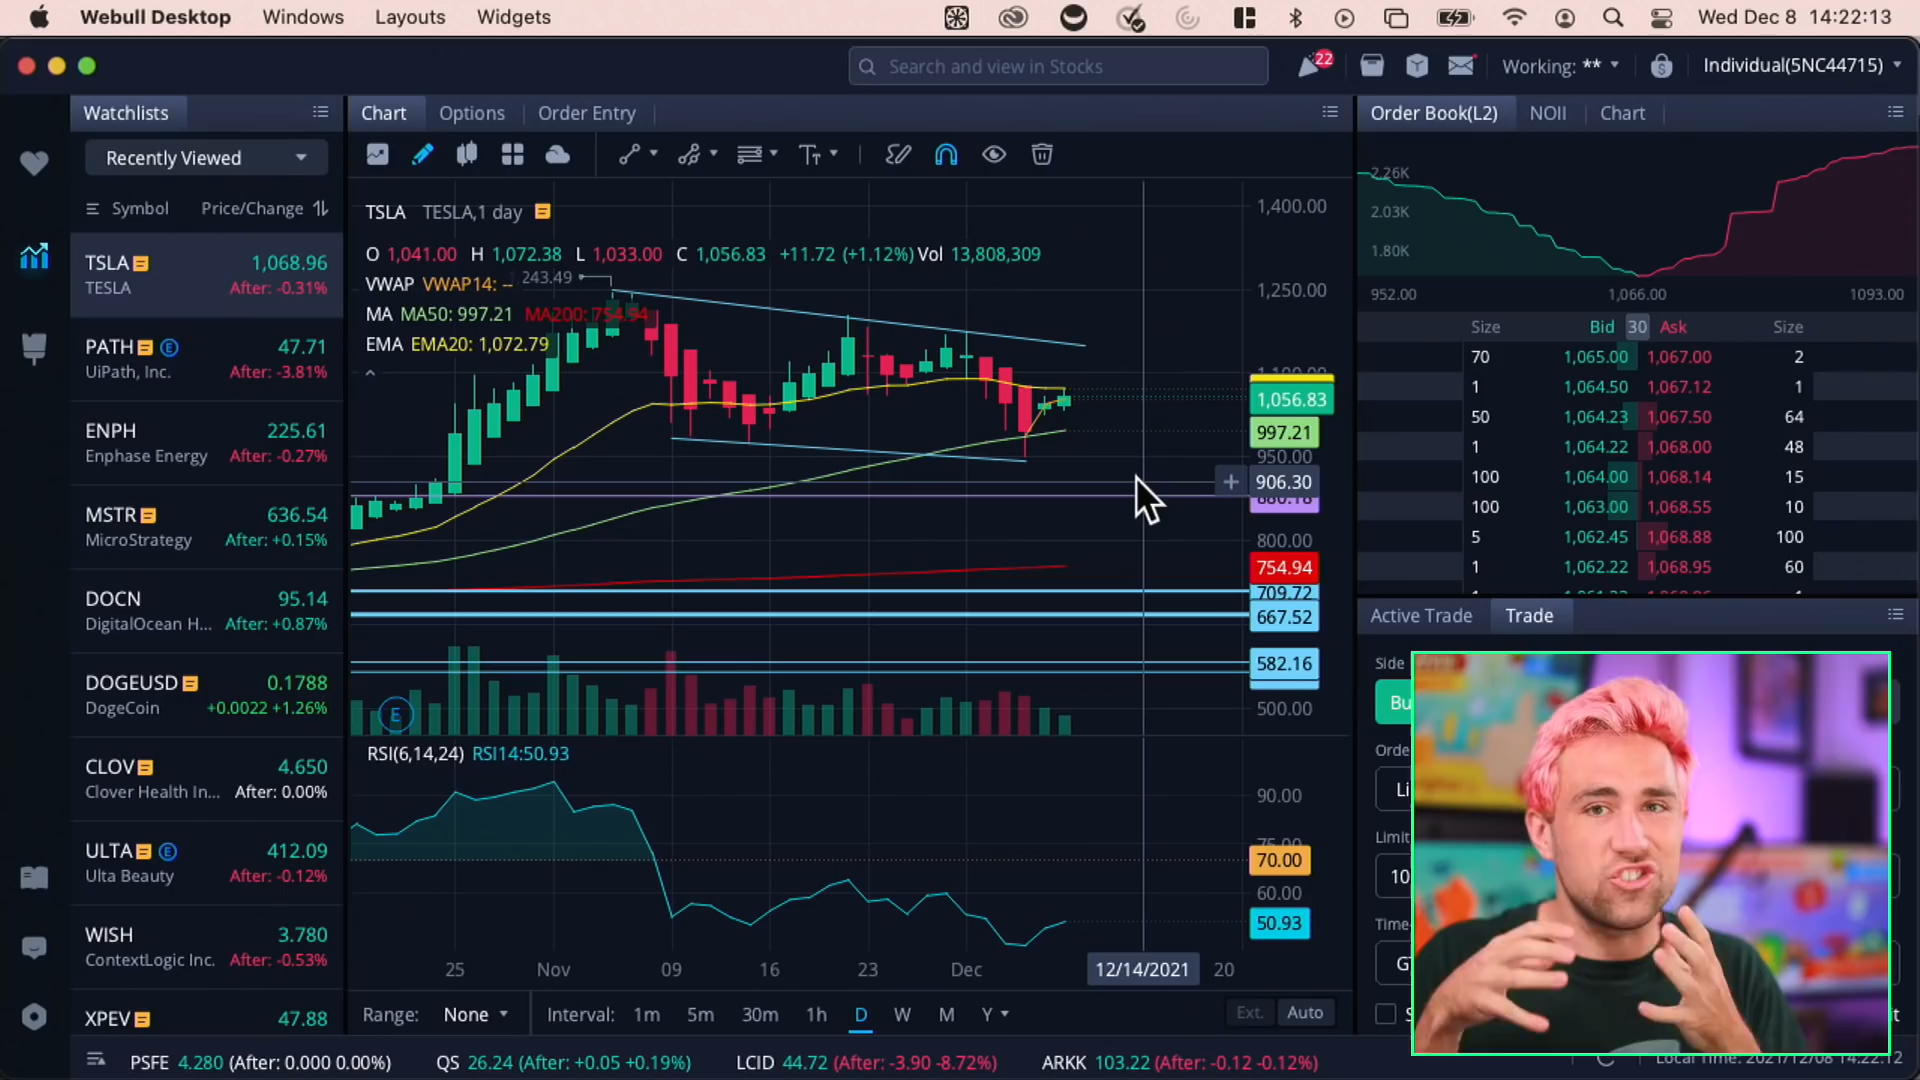 Webull Desktop Windows Layouts Widgets Wed Dec 8 14:22:13
Search and view in Stocks 22 Working: ** Individual(5NC44715)
Watchlists
Recently Viewed
Symbol Price/Change
TSLA 1,068.96
TESLA After: -0.31%
PATH E 47.71
UiPath, Inc. After: -3.81%
ENPH 225.61
Enphase Energy After: -0.27%
MSTR 636.54
MicroStrategy After: +0.15%
DOCN 95.14
DigitalOcean H... After: +0.87%
DOGEUSD 0.1788
DogeCoin +0.0022 +1.26%
CLOV 4.650
Clover Health In... After: 0.00%
ULTA E 412.09
Ulta Beauty After: -0.12%
WISH 3.780
ContextLogic Inc. After: -0.53%
XPEV 47.88
Chart Options Order Entry
TSLA TESLA,1 day
O 1,041.00 H 1,072.38 L 1,033.00 C 1,056.83 +11.72 (+1.12%) Vol 13,808,309
VWAP VWAP14: -- 243.49
MA MA50: 997.21 MA200: 754.94
EMA EMA20: 1,072.79
1,400.00
1,250.00
1,056.83
997.21
950.00
906.30
800.00
754.94
709.72
667.52
582.16
500.00
E
RSI(6,14,24) RSI14:50.93
90.00
70.00
60.00
50.93
25 Nov 09 16 23 Dec 12/14/2021 20
Range: None Interval: 1m 5m 30m 1h D W M Y Ext. Auto
Order Book(L2) NOII Chart
2.26K
2.03K
1.80K
952.00 1,066.00 1093.00
Size Bid 30 Ask Size
70 1,065.00 1,067.00 2
1 1,064.50 1,067.12 1
50 1,064.23 1,067.50 64
1 1,064.22 1,068.00 48
100 1,064.00 1,068.14 15
100 1,063.00 1,068.55 10
5 1,062.45 1,068.88 100
1 1,062.22 1,068.95 60
Active Trade Trade
Side
Bu
Orde
Li
Limit
10
Time-
PSFE 4.280 (After: 0.000 0.00%) QS 26.24 (After: +0.05 +0.19%) LCID 44.72 (After: -3.90 -8.72%) ARKK 103.22 (After: -0.12 -0.12%) Local Time: 2021/12/08 14:22:12